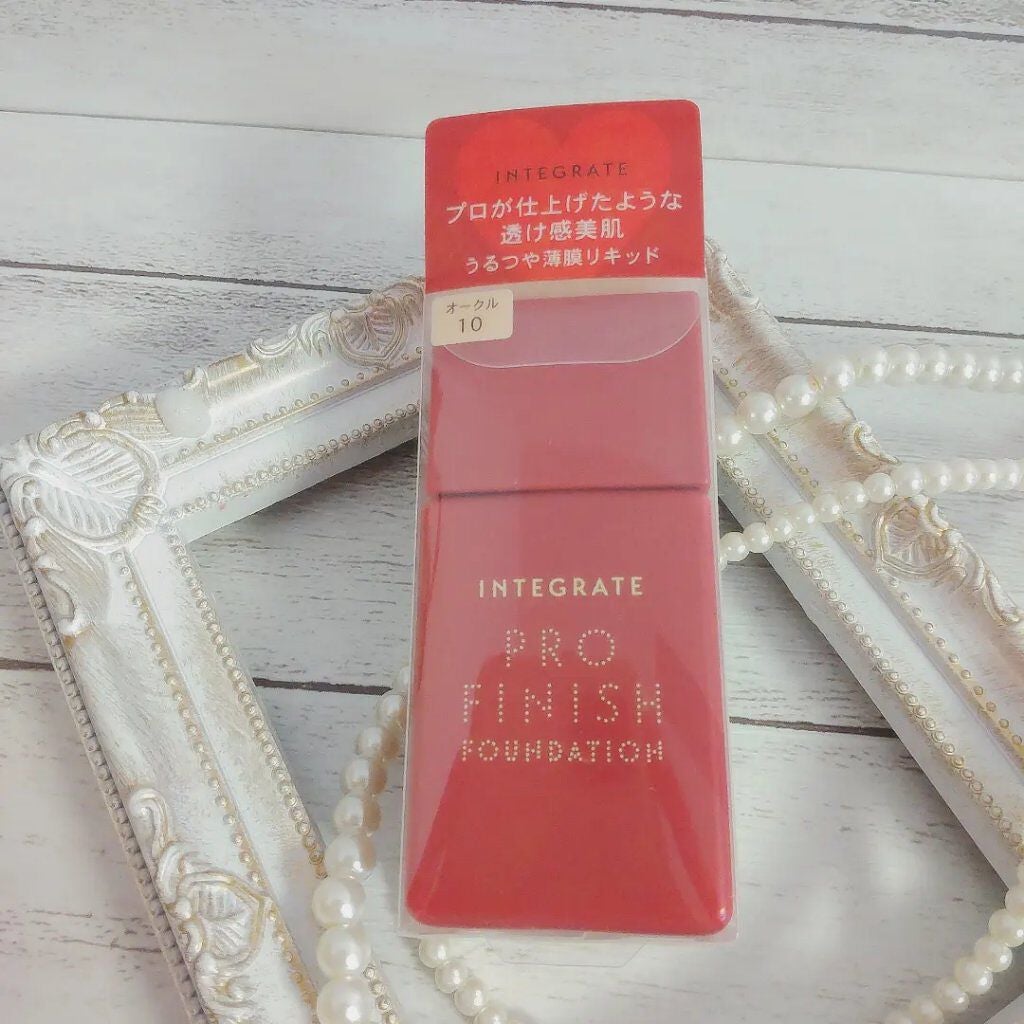 INTEGRATE
プロが仕上げたような
透け感美肌
うるつや薄膜リキッド
オークル
10
INTEGRATE
PRO
FINISH
FOUNDATION